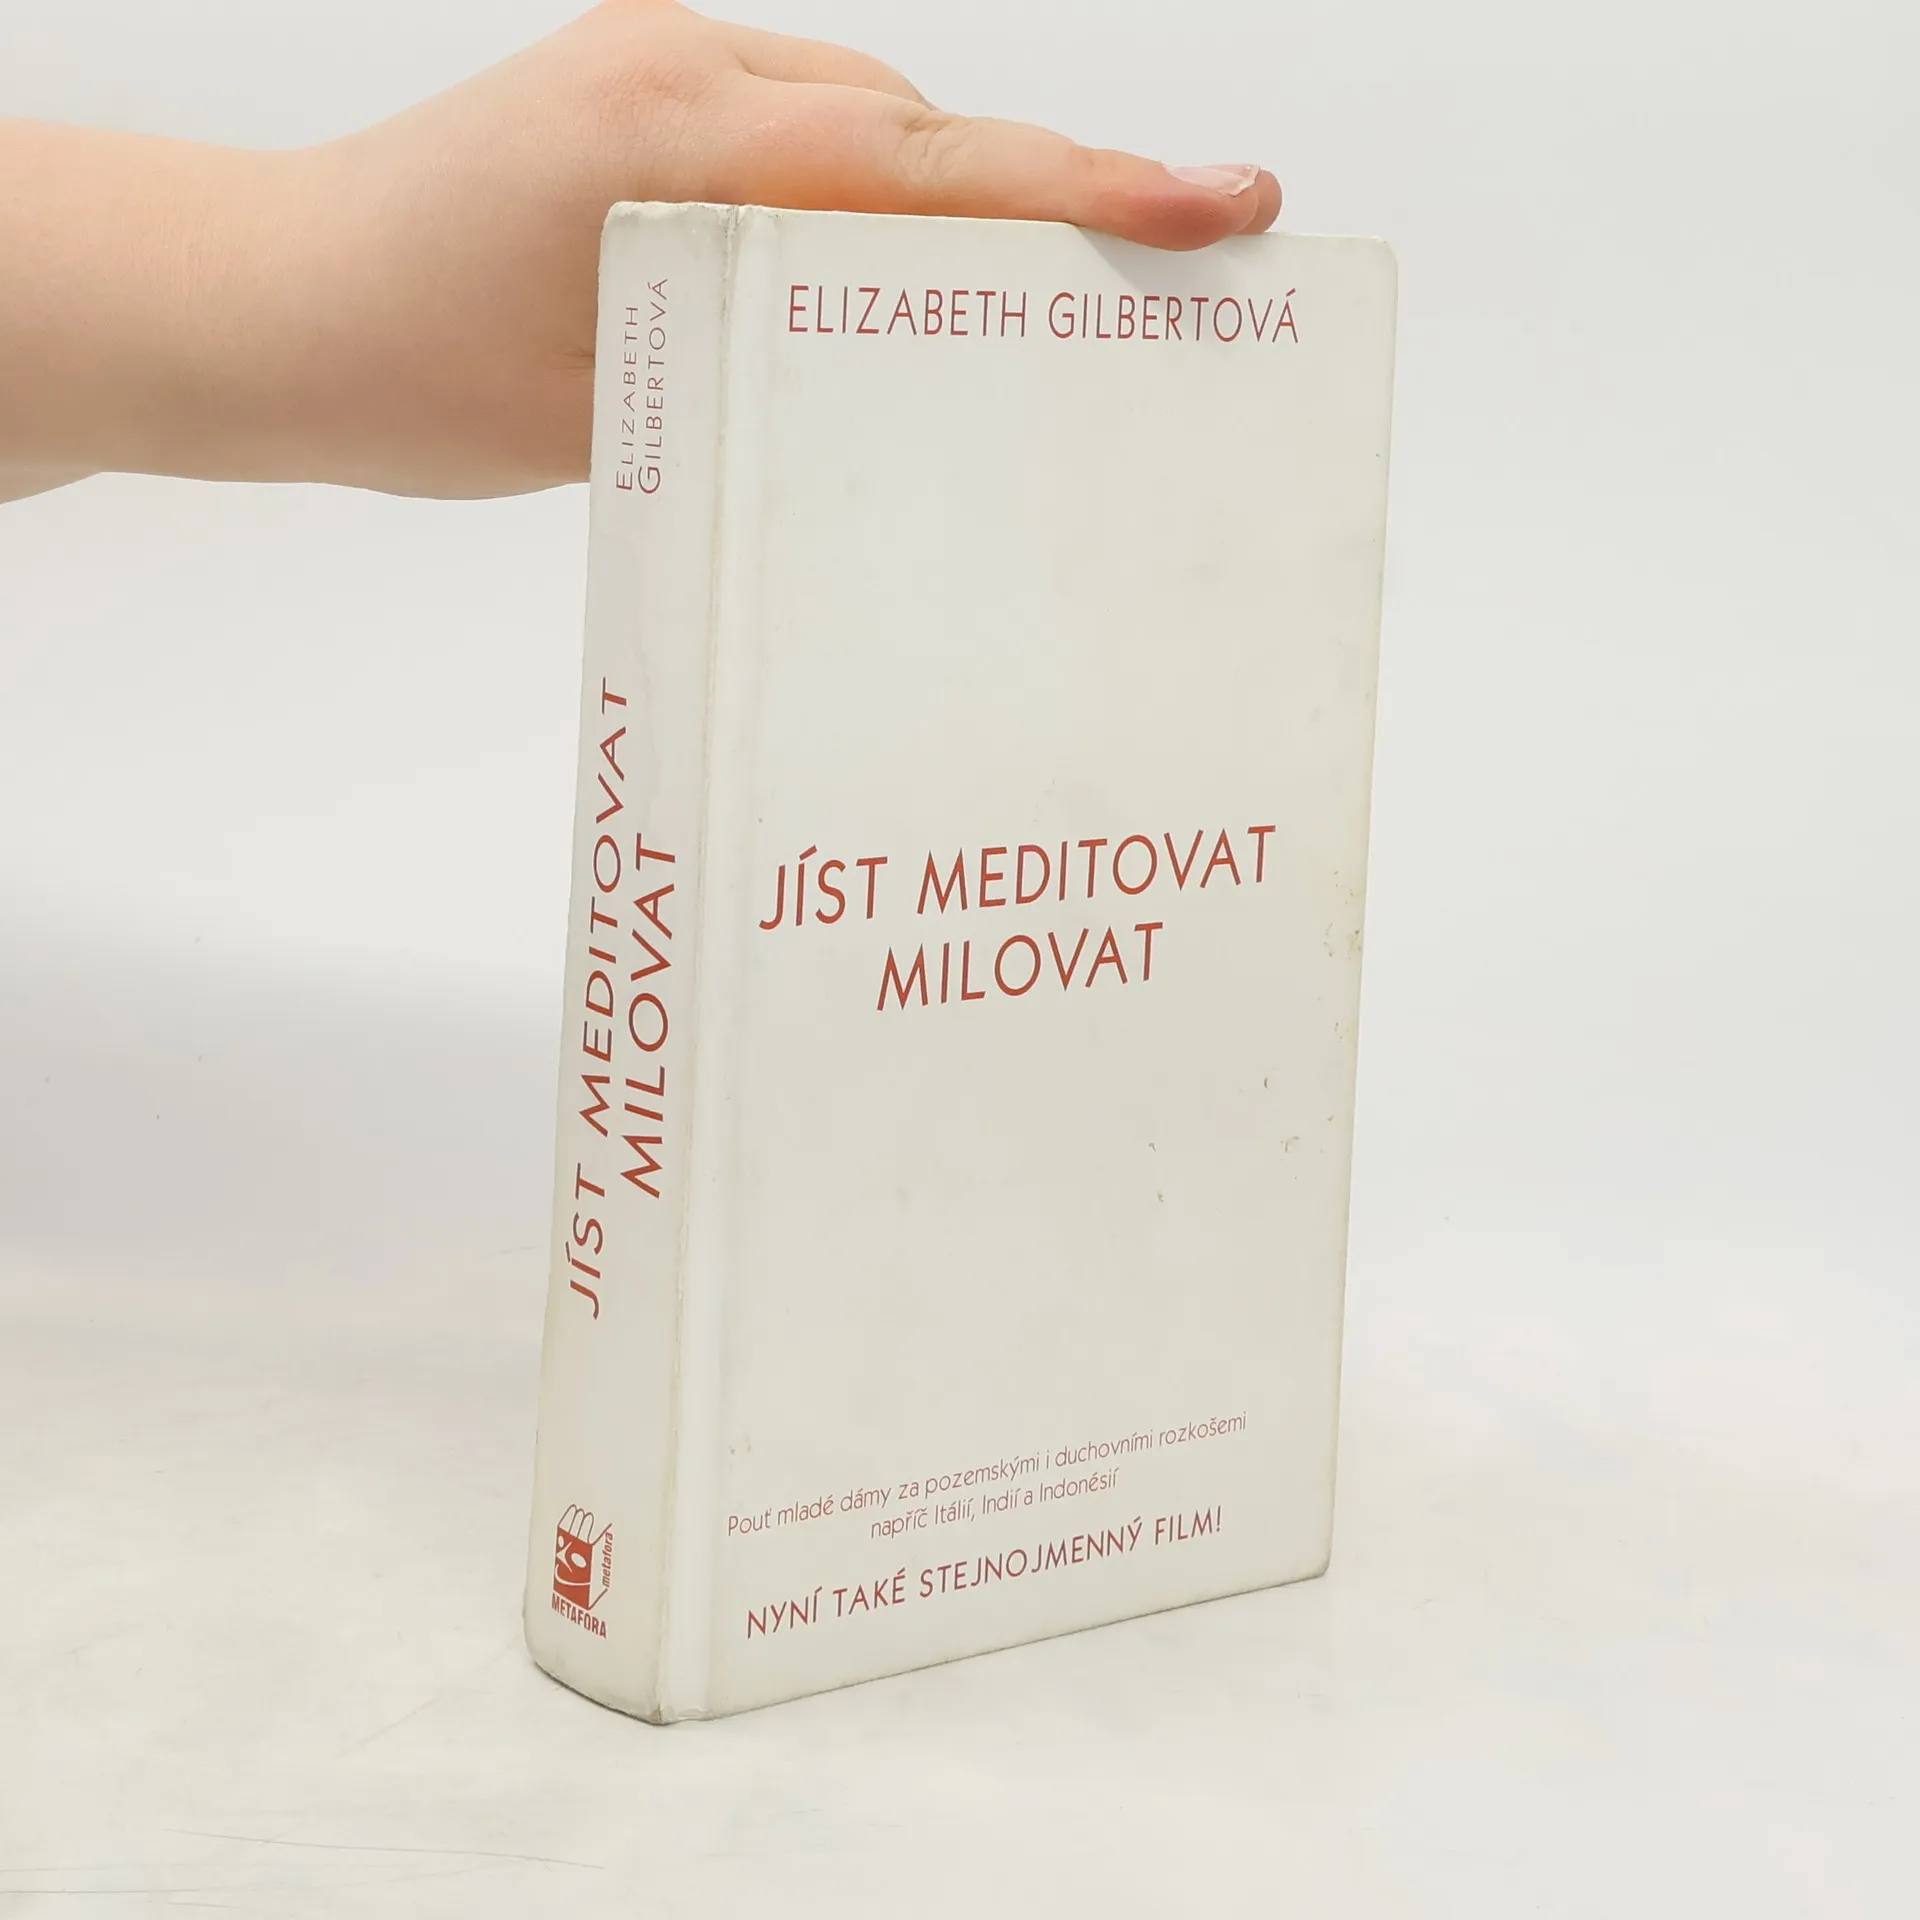 ELIZABETH GILBERTOVÁ
JÍST MEDITOVAT
MILOVAT
Pouť mladé dámy za pozemskými i duchovními rozkošemi
napříč Itálií, Indií a Indonésií
NYNÍ TAKÉ STEJNOJMENNÝ FILM!
ELIZABETH
GILBERTOVÁ
JÍST MEDITOVAT
MILOVAT
metafora
METAFORA